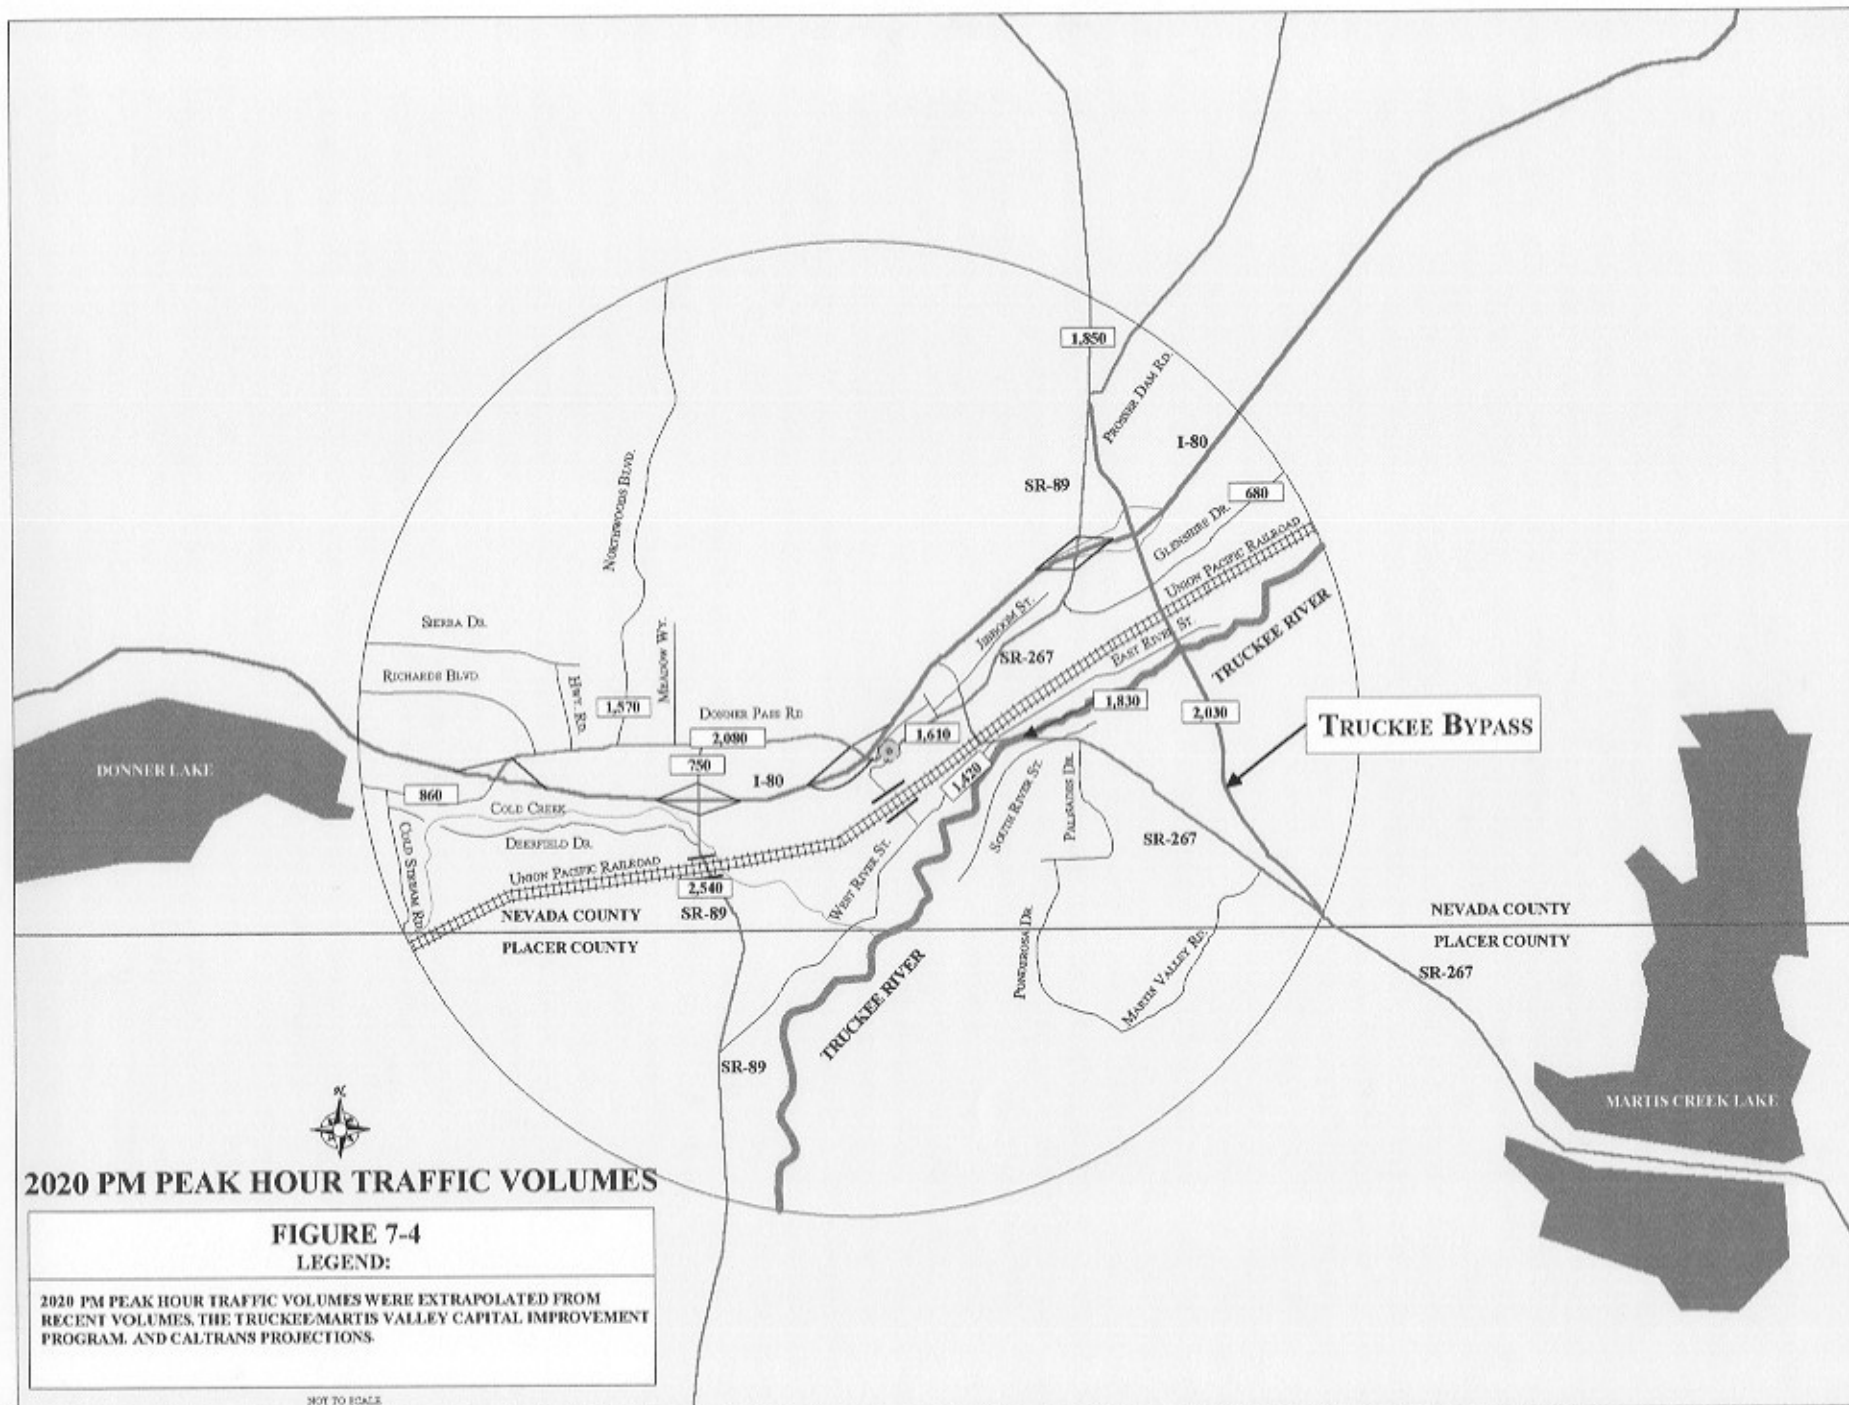 1,850
PROSSER DAM RD.
I-80
SR-89
680
GLENSHIRE DR.
UNION PACIFIC RAILROAD
NORTHWOODS BLVD.
TRUCKEE RIVER
SIERRA DR.
JIBBOOM ST.
EAST RIVER ST.
SR-267
RICHARDS BLVD.
HWY. RD.
MEADOW WY.
1,570
DONNER PASS RD
2,080
1,610
1,830
2,030
TRUCKEE BYPASS
DONNER LAKE
750
I-80
860
COLD CREEK
1,420
SOUTH RIVER ST.
PALISADES DR.
SR-267
COLD STREAM RD.
DEERFIELD DR.
UNION PACIFIC RAILROAD
2,540
SR-89
WEST RIVER ST.
NEVADA COUNTY
PLACER COUNTY
NEVADA COUNTY
PLACER COUNTY
SR-267
PONDEROSA DR.
MARTIS VALLEY RD.
TRUCKEE RIVER
SR-89
MARTIS CREEK LAKE
N
2020 PM PEAK HOUR TRAFFIC VOLUMES
FIGURE 7-4
LEGEND:
2020 PM PEAK HOUR TRAFFIC VOLUMES WERE EXTRAPOLATED FROM
RECENT VOLUMES, THE TRUCKEE/MARTIS VALLEY CAPITAL IMPROVEMENT
PROGRAM, AND CALTRANS PROJECTIONS.
NOT TO SCALE